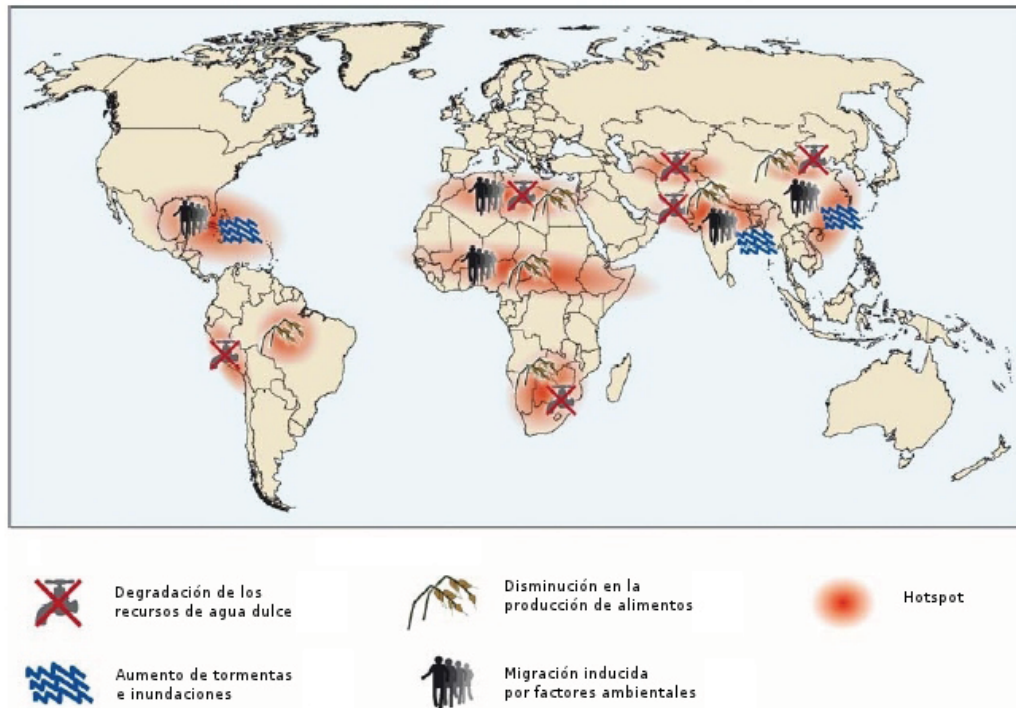 Degradación de los
recursos de agua dulce
Disminución en la
producción de alimentos
Hotspot
Aumento de tormentas
e inundaciones
Migración inducida
por factores ambientales